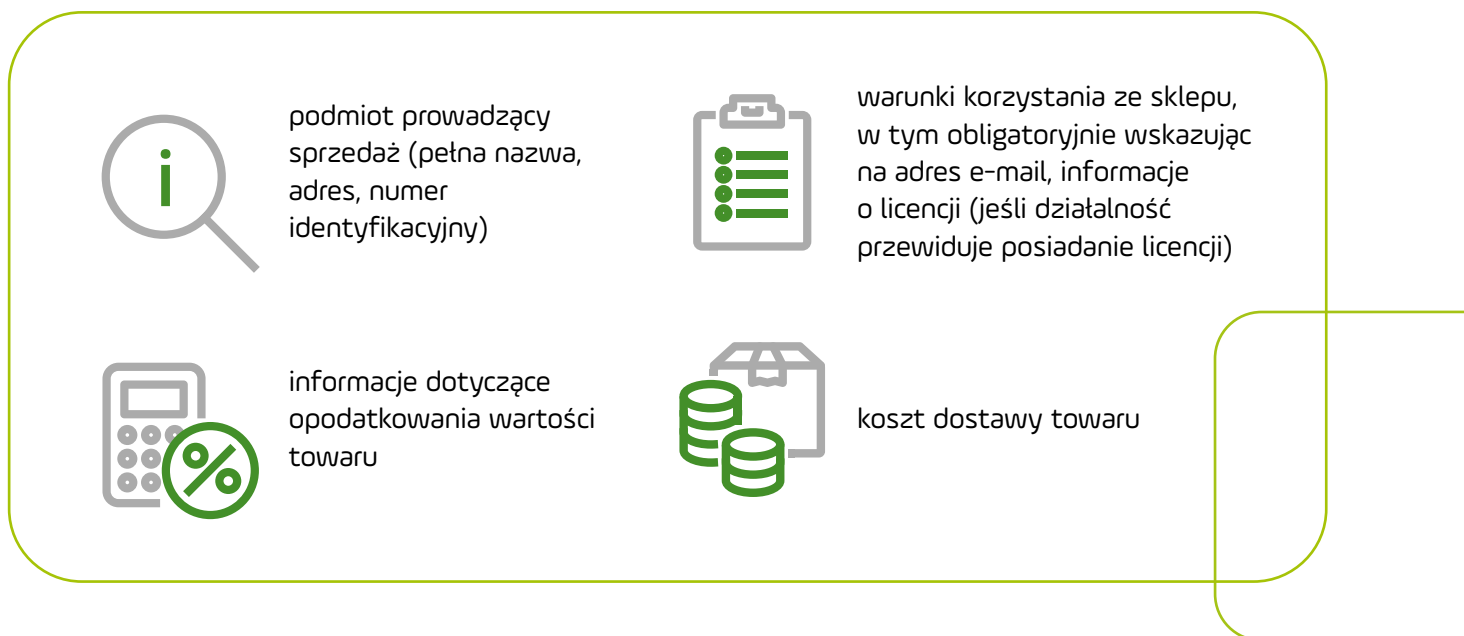 podmiot prowadzący
sprzedaż (pełna nazwa,
adres, numer
identyfikacyjny)
warunki korzystania ze sklepu,
w tym obligatoryjnie wskazując
na adres e-mail, informacje
o licencji (jeśli działalność
przewiduje posiadanie licencji)
informacje dotyczące
opodatkowania wartości
towaru
koszt dostawy towaru